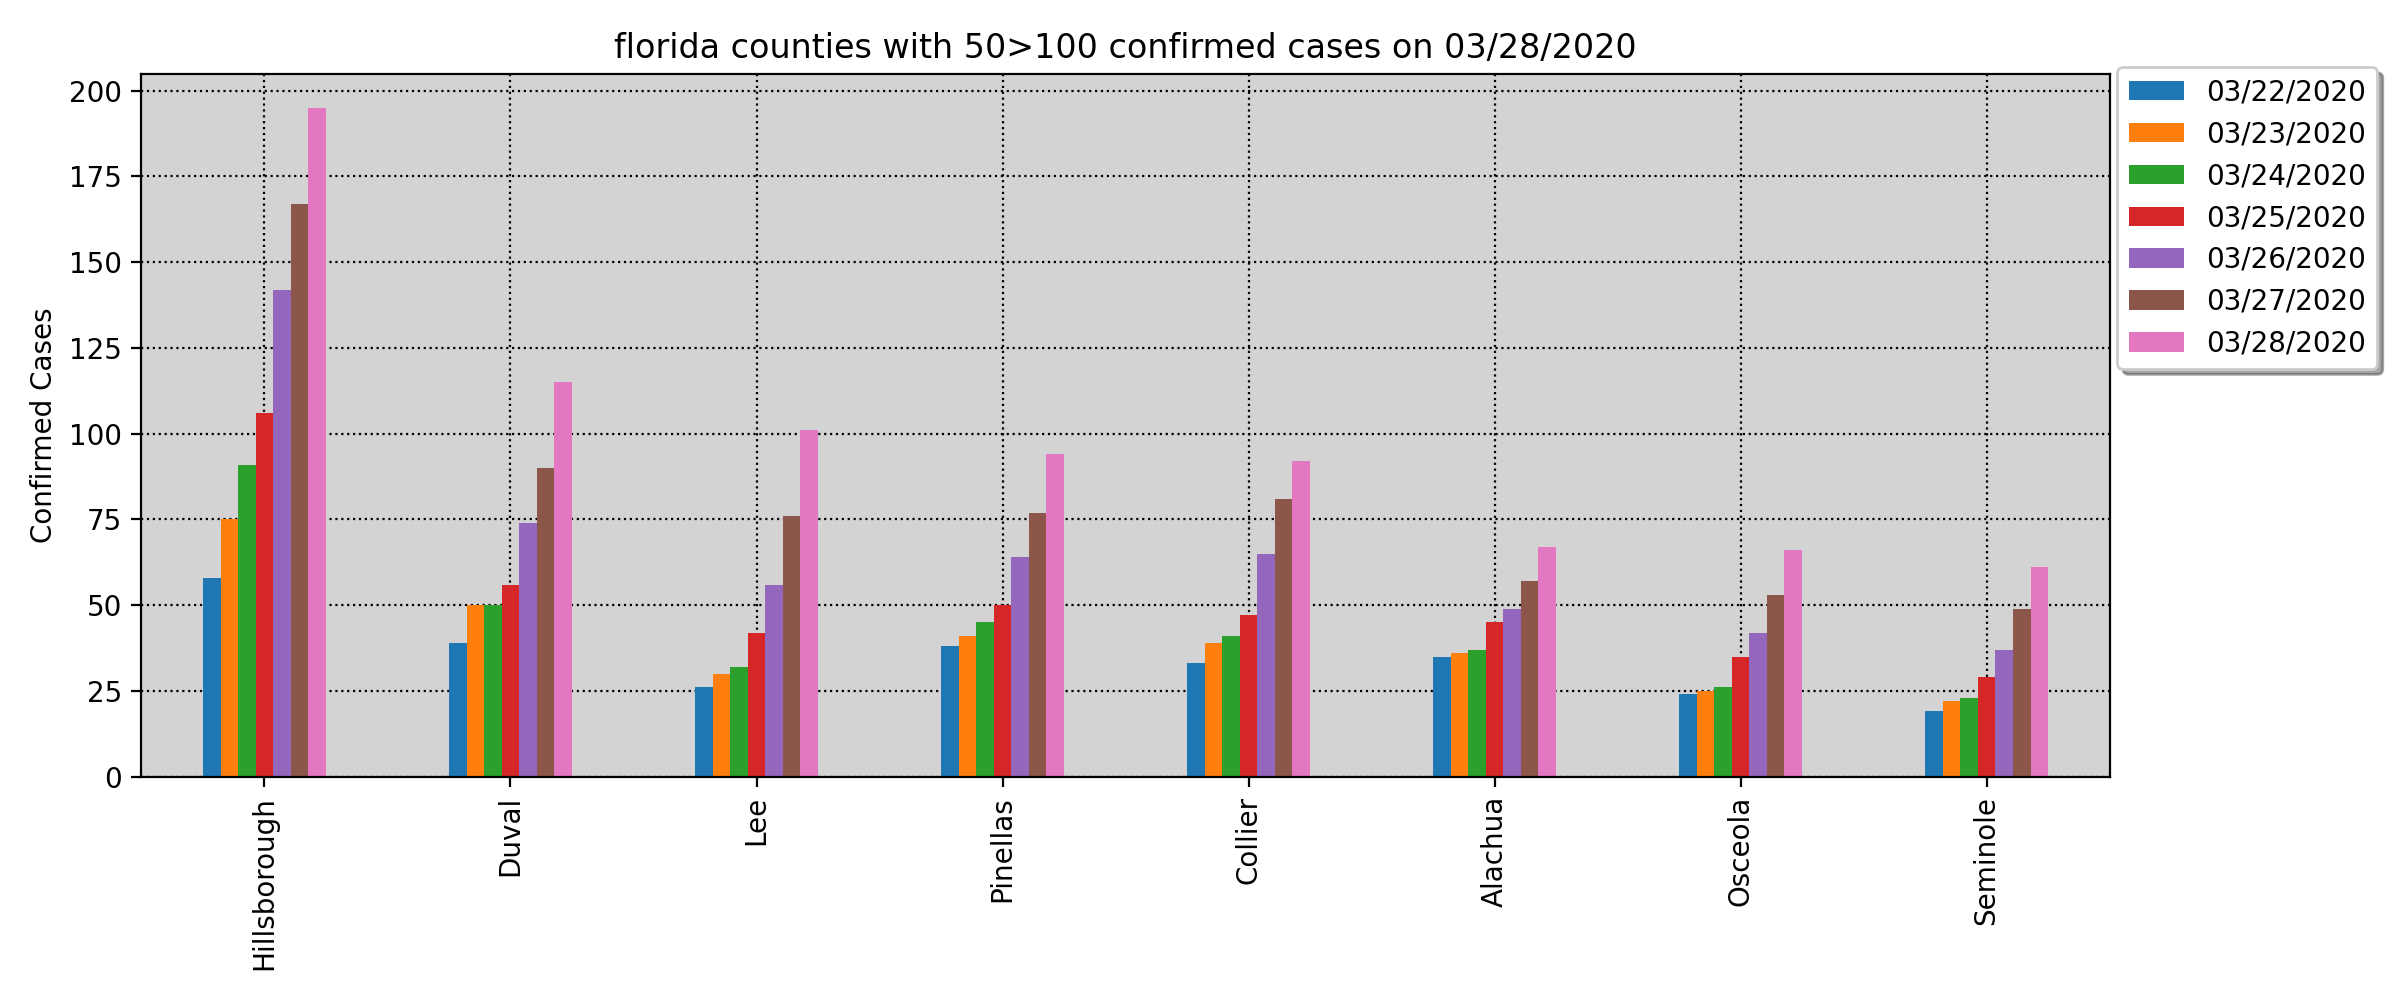 florida counties with 50>100 confirmed cases on 03/28/2020
Confirmed Cases
200
175
150
125
100
75
50
25
0
Hillsborough
Duval
Lee
Pinellas
Collier
Alachua
Osceola
Seminole
03/22/2020
03/23/2020
03/24/2020
03/25/2020
03/26/2020
03/27/2020
03/28/2020